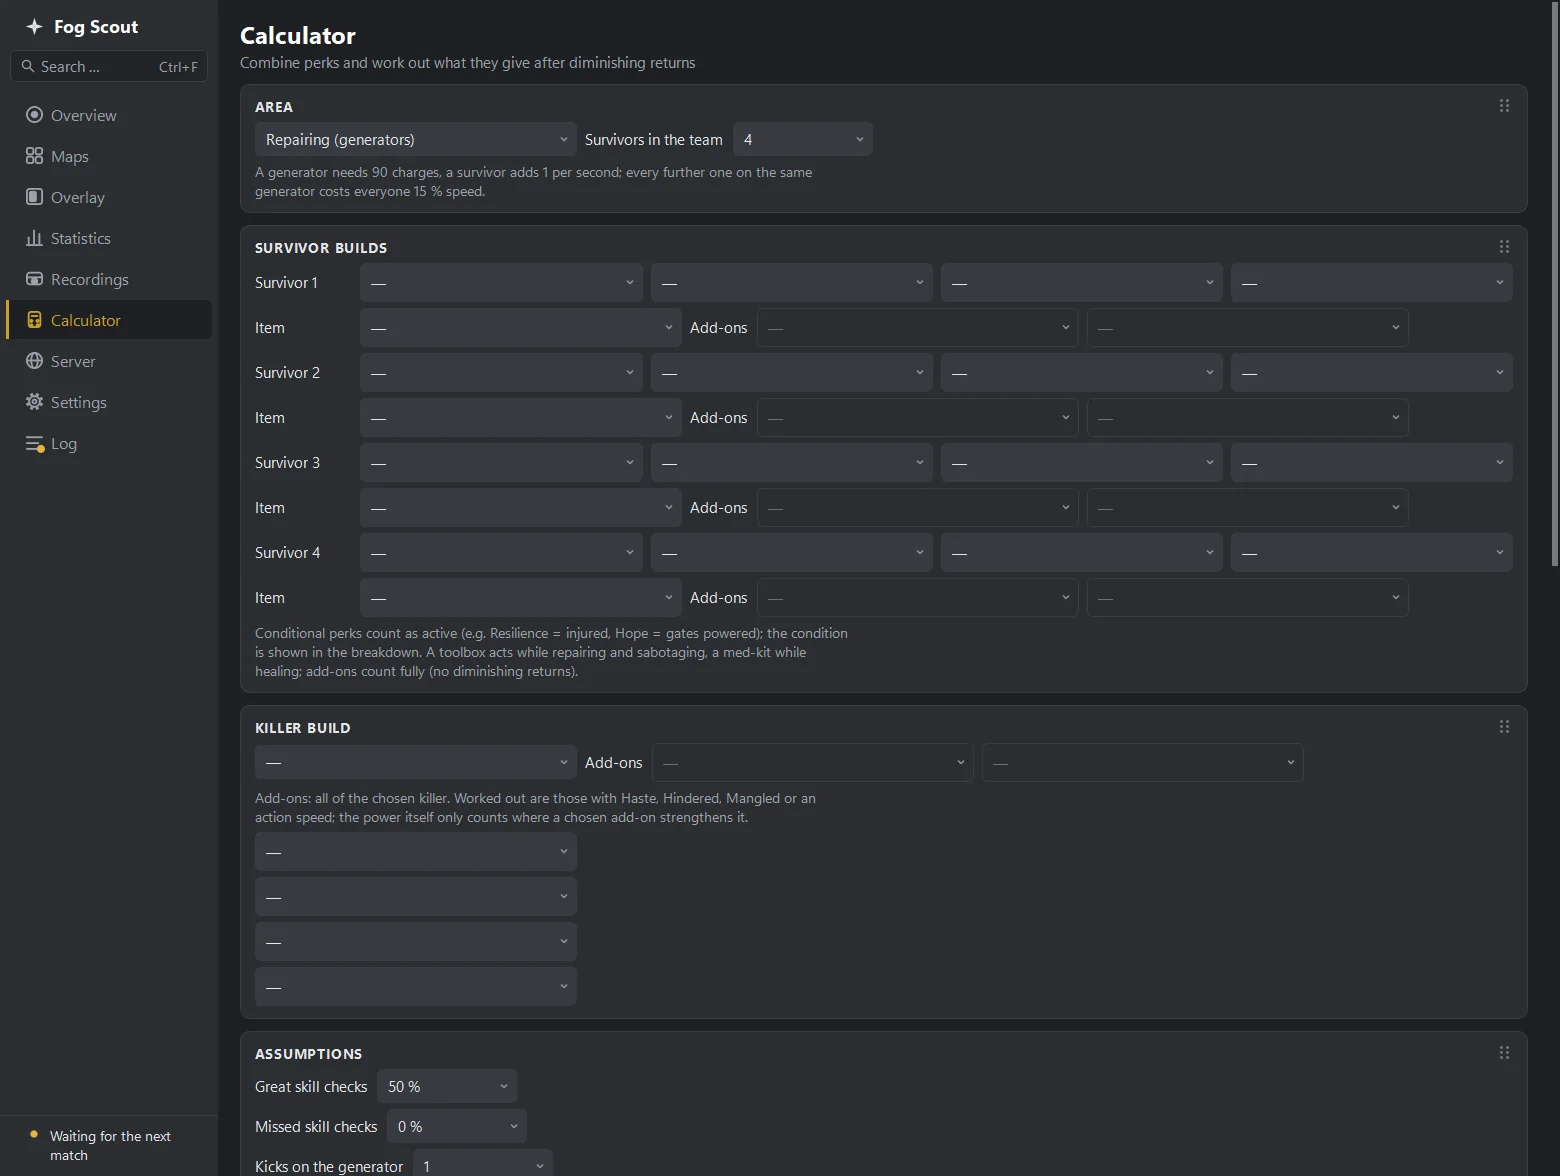 Fog Scout
Search ... Ctrl+F
Overview
Maps
Overlay
Statistics
Recordings
Calculator
Server
Settings
Log
Waiting for the next
match
Calculator
Combine perks and work out what they give after diminishing returns
AREA
Repairing (generators) Survivors in the team 4
A generator needs 90 charges, a survivor adds 1 per second; every further one on the same
generator costs everyone 15 % speed.
SURVIVOR BUILDS
Survivor 1 — — — —
Item — Add-ons — —
Survivor 2 — — — —
Item — Add-ons — —
Survivor 3 — — — —
Item — Add-ons — —
Survivor 4 — — — —
Item — Add-ons — —
Conditional perks count as active (e.g. Resilience = injured, Hope = gates powered); the condition
is shown in the breakdown. A toolbox acts while repairing and sabotaging, a med-kit while
healing; add-ons count fully (no diminishing returns).
KILLER BUILD
— Add-ons — —
Add-ons: all of the chosen killer. Worked out are those with Haste, Hindered, Mangled or an
action speed; the power itself only counts where a chosen add-on strengthens it.
—
—
—
—
ASSUMPTIONS
Great skill checks 50 %
Missed skill checks 0 %
Kicks on the generator 1